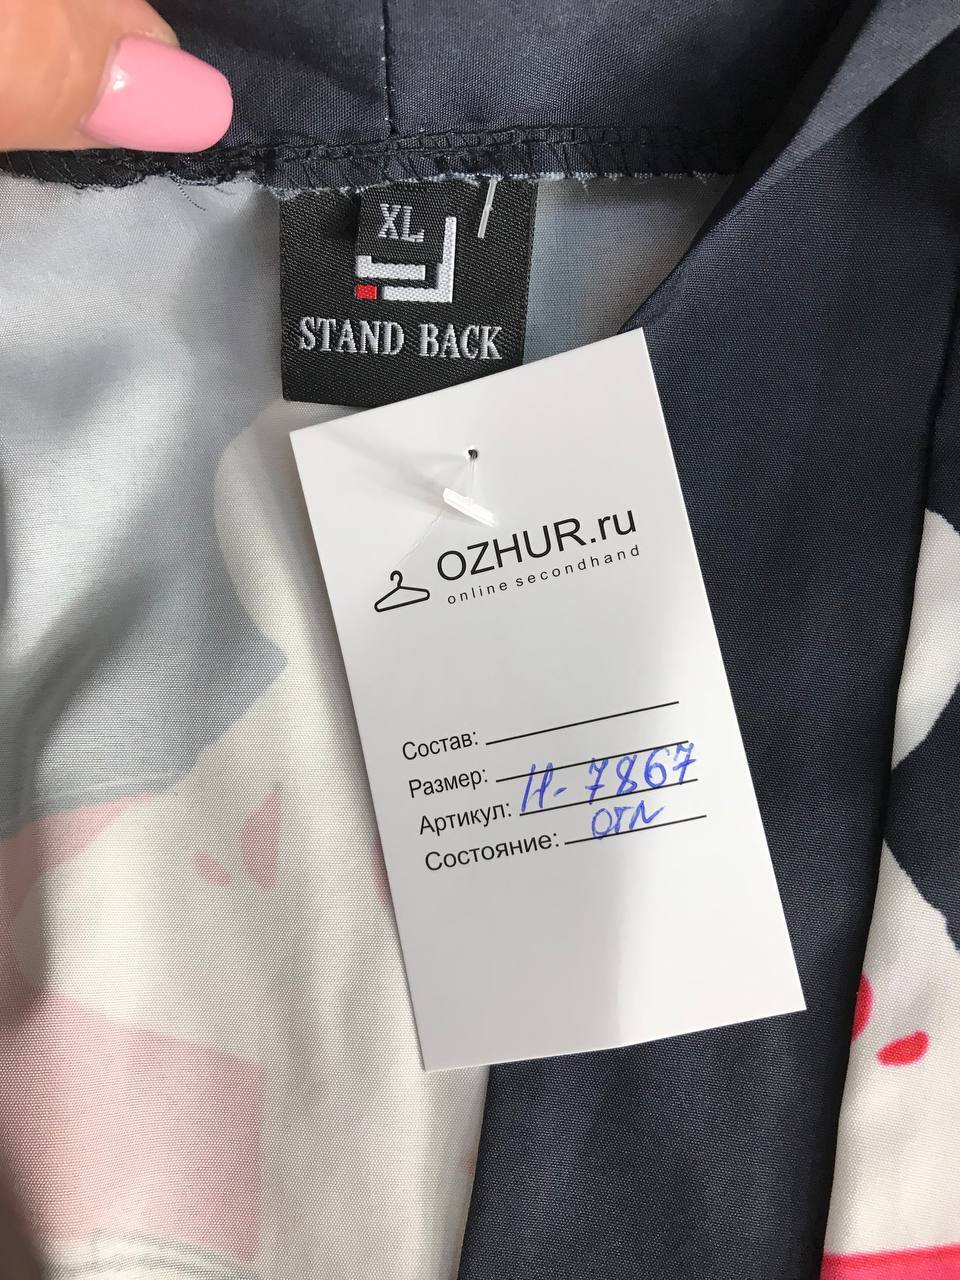 XL
STAND BACK
OZHUR.ru
online secondhand
Состав:
Размер:
Артикул: Н-7867
Состояние: отл